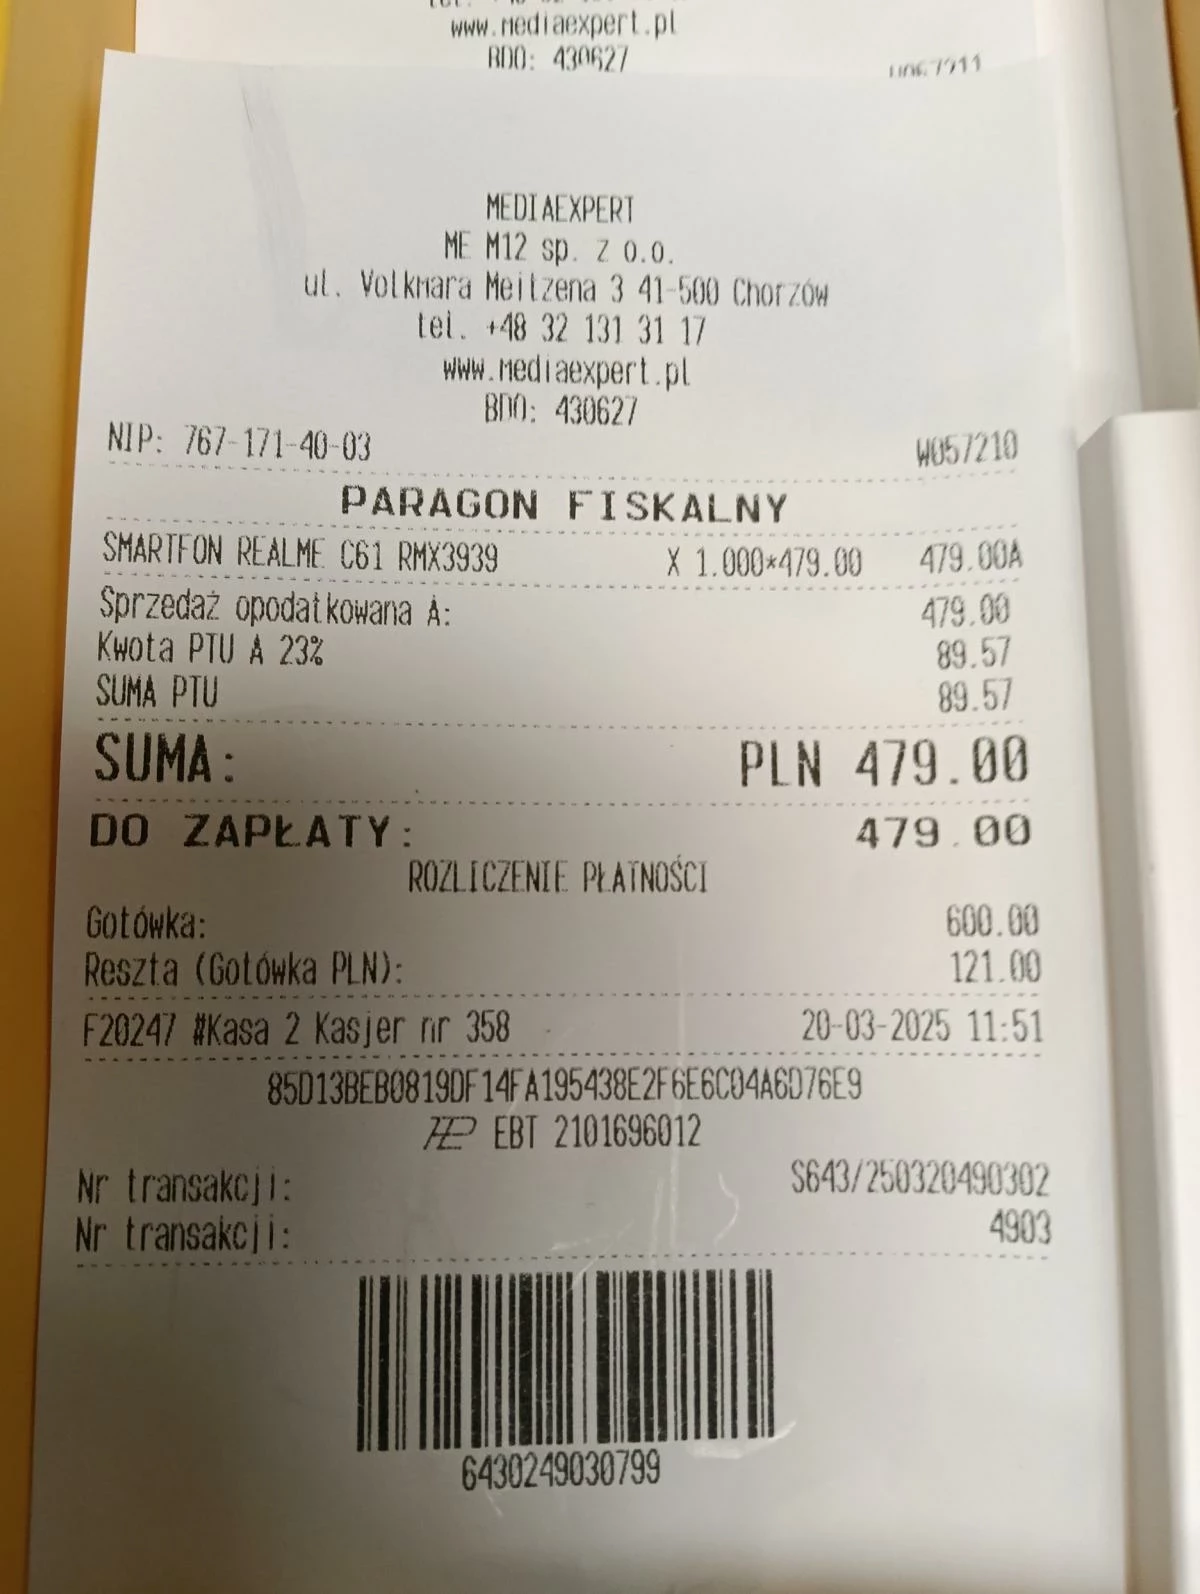 www.mediaexpert.pl
BDO: 430627
MEDIAEXPERT
ME M12 sp. z o.o.
ul. Volkmara Meitzena 3 41-500 Chorzów
tel. +48 32 131 31 17
www.mediaexpert.pl
BDO: 430627
NIP: 767-171-40-03 W057210
PARAGON FISKALNY
SMARTFON REALME C61 RMX3939 X 1.000*479.00 479.00A
Sprzedaż opodatkowana A: 479.00
Kwota PTU A 23% 89.57
SUMA PTU 89.57
SUMA: PLN 479.00
DO ZAPŁATY: 479.00
ROZLICZENIE PŁATNOŚCI
Gotówka: 600.00
Reszta (Gotówka PLN): 121.00
F20247 #Kasa 2 Kasjer nr 358 20-03-2025 11:51
85D13BEB0819DF14FA195438E2F6E6C04A6D76E9
EBT 2101696012
Nr transakcji: S643/250320490302
Nr transakcji: 4903
6430249030799